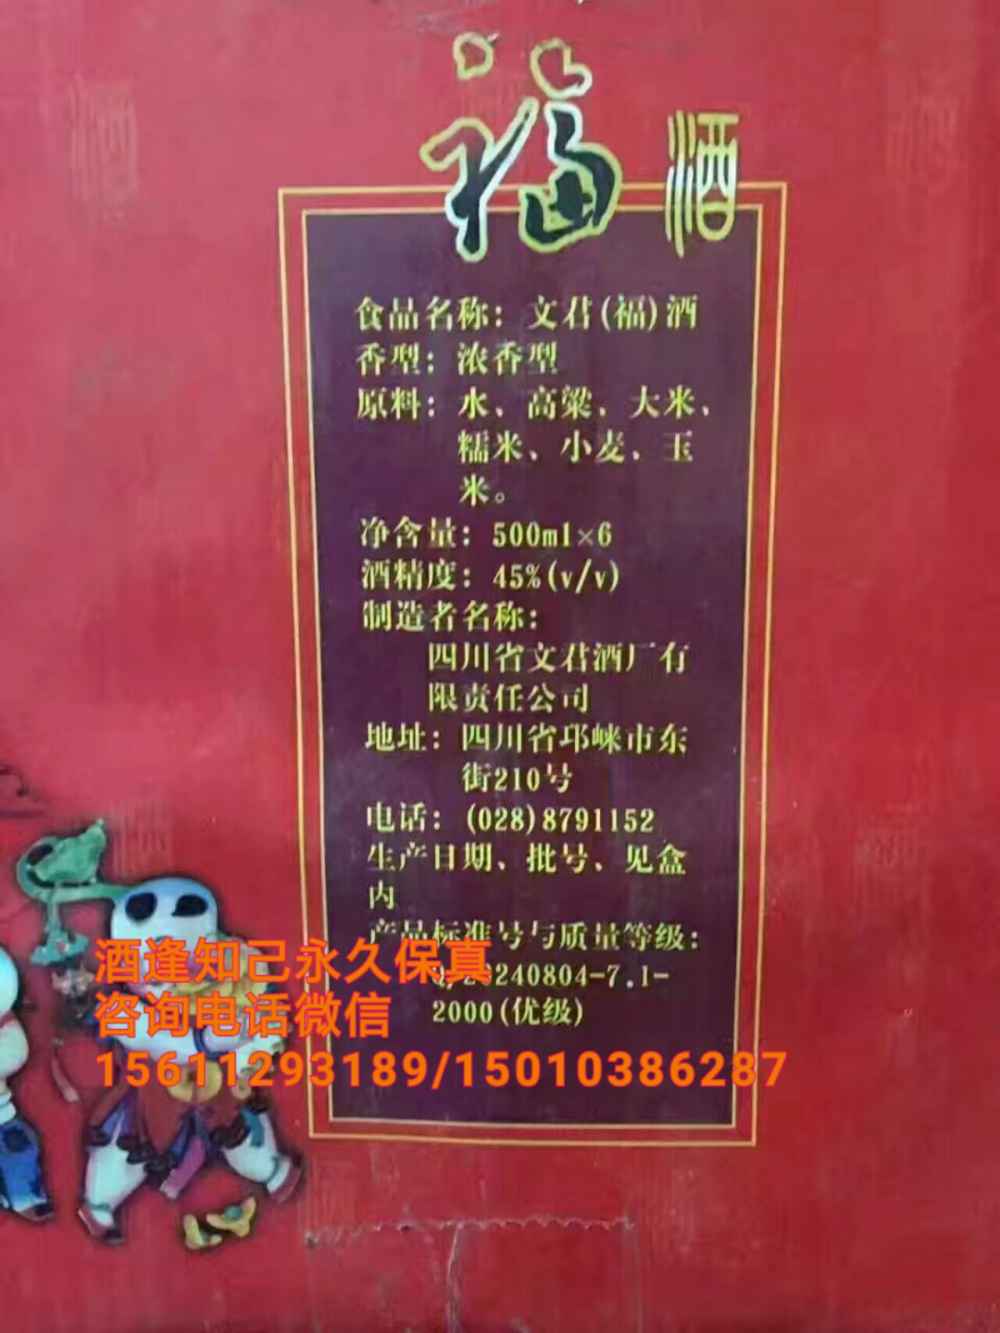 福酒
食品名称：文君(福)酒
香型：浓香型
原料：水、高粱、大米、
糯米、小麦、玉
米。
净含量：500ml×6
酒精度：45%(v/v)
制造者名称：
四川省文君酒厂有
限责任公司
地址：四川省邛崃市东
街210号
电话：(028)8791152
生产日期、批号、见盒
内
产品标准号与质量等级：
240804-7.1-
2000(优级)
酒逢知己永久保真
咨询电话微信
15611293189/15010386287